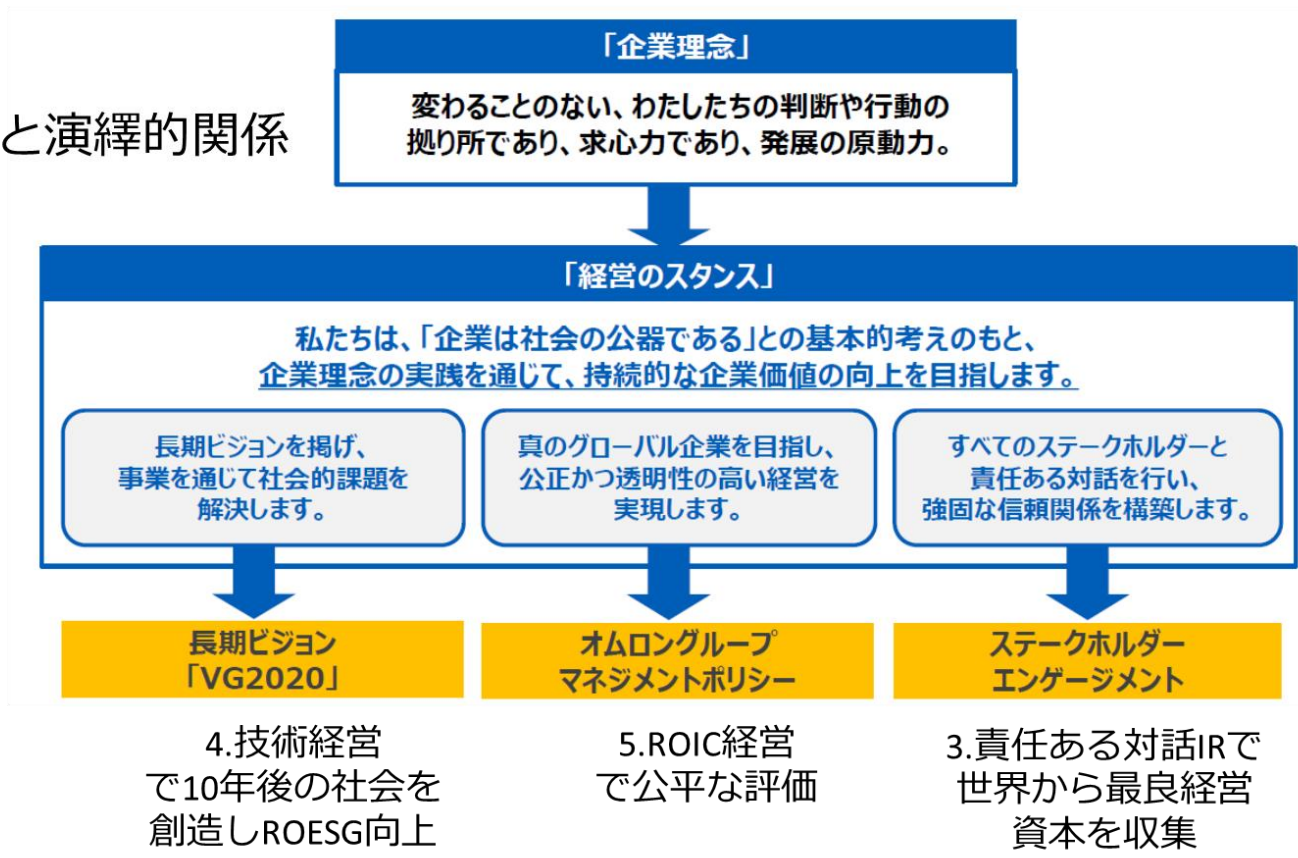 「企業理念」
変わることのない、わたしたちの判断や行動の
拠り所であり、求心力であり、発展の原動力。
と演繹的関係
「経営のスタンス」
私たちは、「企業は社会の公器である」との基本的考えのもと、
企業理念の実践を通じて、持続的な企業価値の向上を目指します。
長期ビジョンを掲げ、
事業を通じて社会的課題を
解決します。
真のグローバル企業を目指し、
公正かつ透明性の高い経営を
実現します。
すべてのステークホルダーと
責任ある対話を行い、
強固な信頼関係を構築します。
長期ビジョン
「VG2020」
オムロングループ
マネジメントポリシー
ステークホルダー
エンゲージメント
4.技術経営
で10年後の社会を
創造しROESG向上
5.ROIC経営
で公平な評価
3.責任ある対話IRで
世界から最良経営
資本を収集